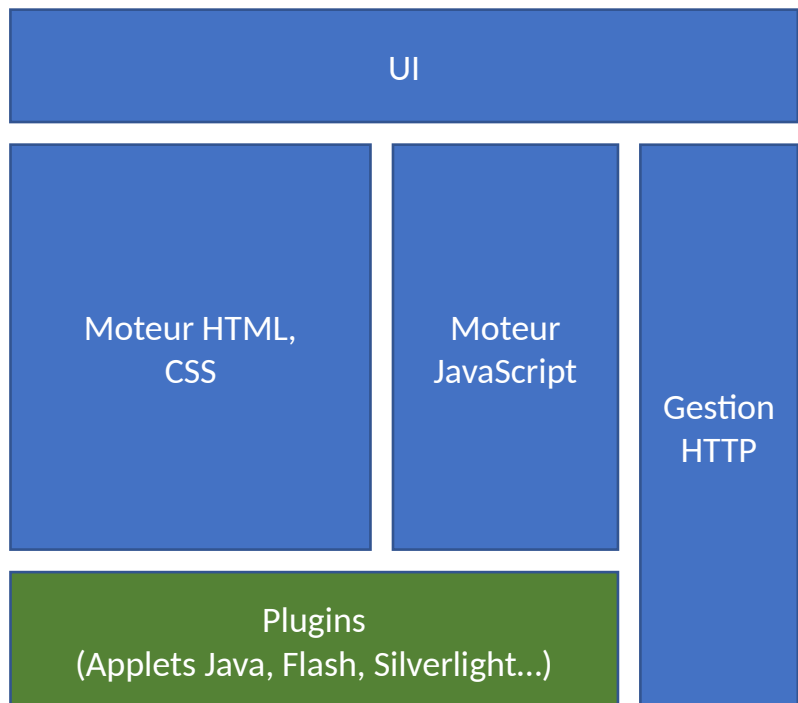 UI
Moteur HTML,
CSS
Moteur
JavaScript
Gestion
HTTP
Plugins
(Applets Java, Flash, Silverlight...)